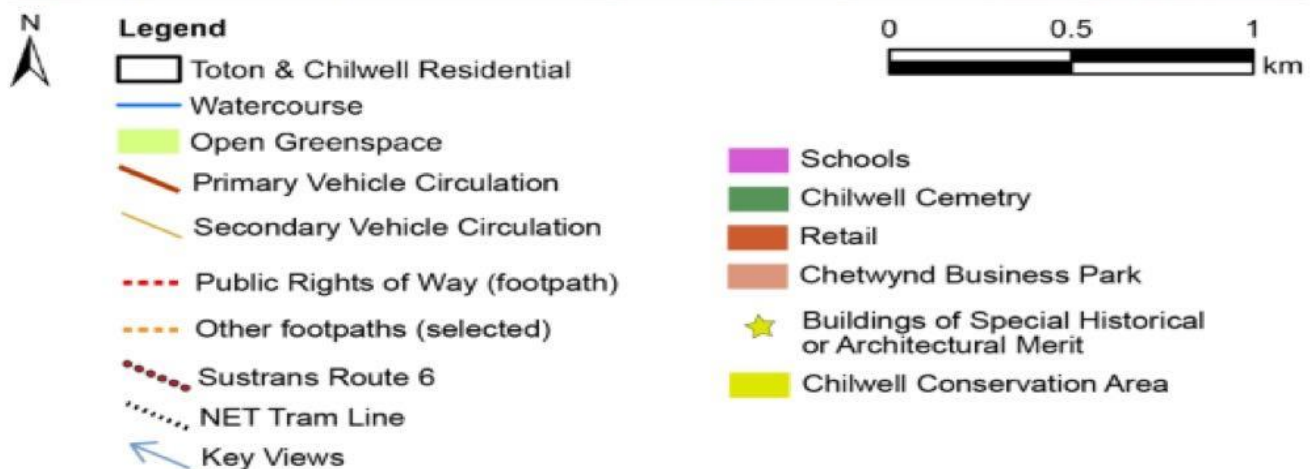 N
Legend
Toton & Chilwell Residential
Watercourse
Open Greenspace
Primary Vehicle Circulation
Secondary Vehicle Circulation
Public Rights of Way (footpath)
Other footpaths (selected)
Sustrans Route 6
NET Tram Line
Key Views
0 0.5 1
km
Schools
Chilwell Cemetry
Retail
Chetwynd Business Park
Buildings of Special Historical
or Architectural Merit
Chilwell Conservation Area